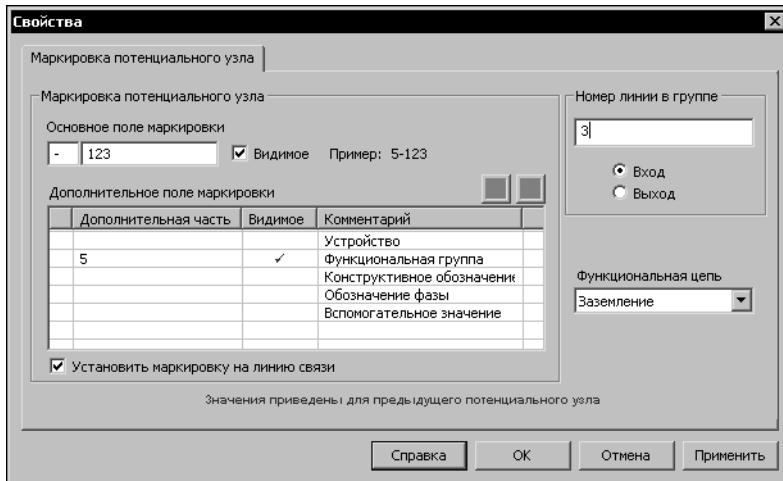 Свойства
Маркировка потенциального узла
Маркировка потенциального узла
Основное поле маркировки
- 123 Видимое Пример: 5-123
Дополнительное поле маркировки
Дополнительная часть Видимое Комментарий
Устройство
5 ✓ Функциональная группа
Конструктивное обозначение
Обозначение фазы
Вспомогательное значение
Установить маркировку на линию связи
Номер линии в группе
3
Вход
Выход
Функциональная цепь
Заземление
Значения приведены для предыдущего потенциального узла
Справка ОК Отмена Применить